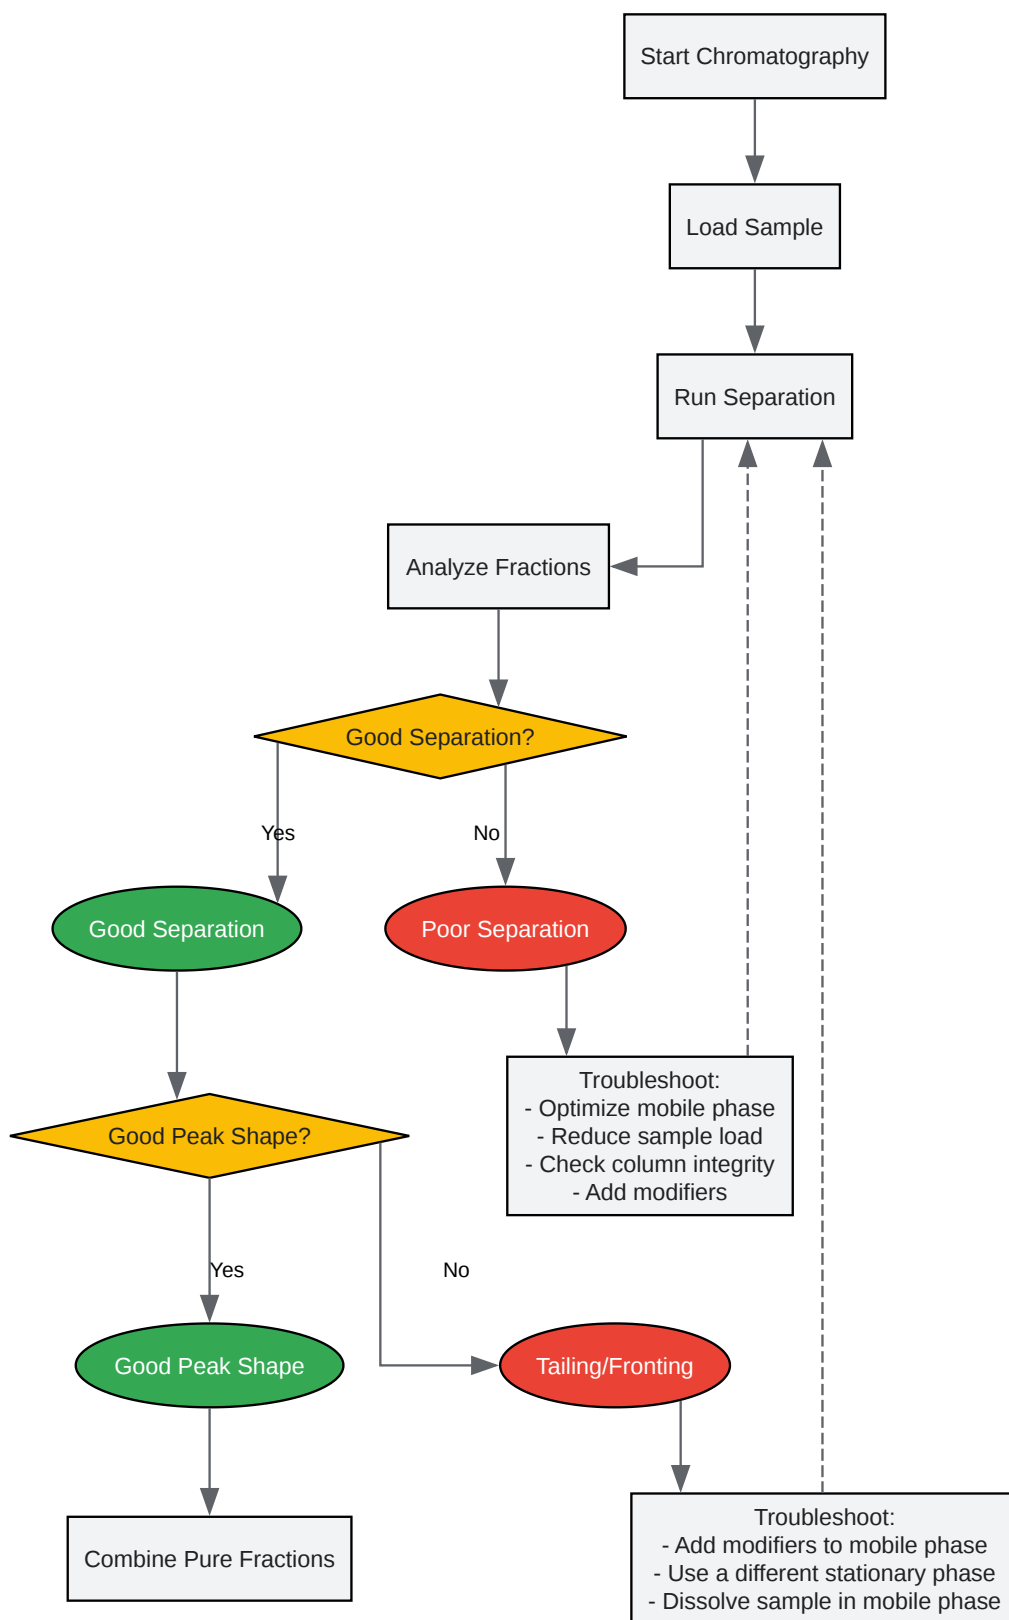 Start Chromatography
Load Sample
Run Separation
Analyze Fractions
Good Separation?
Yes
No
Good Separation
Poor Separation
Troubleshoot:
- Optimize mobile phase
- Reduce sample load
- Check column integrity
- Add modifiers
Good Peak Shape?
Yes
No
Good Peak Shape
Tailing/Fronting
Combine Pure Fractions
Troubleshoot:
- Add modifiers to mobile phase
- Use a different stationary phase
- Dissolve sample in mobile phase